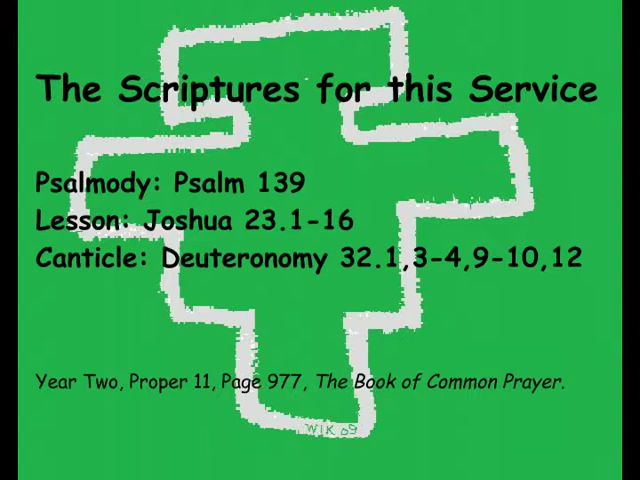 The Scriptures for this Service
Psalmody: Psalm 139
Lesson: Joshua 23.1-16
Canticle: Deuteronomy 32.1,3-4,9-10,12
Year Two, Proper 11, Page 977, The Book of Common Prayer.
WIK 09